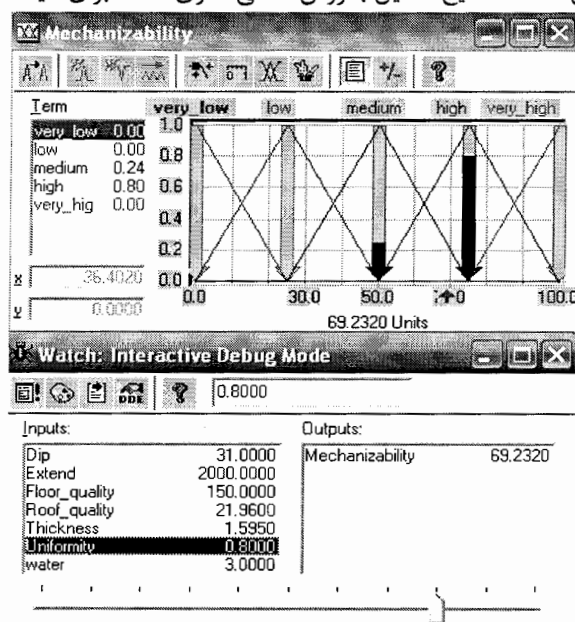 Mechanizability
Term
very_low 0.00
low 0.00
medium 0.24
high 0.80
very_hig 0.00
very_low low medium high very_high
1.0
0.8
0.6
0.4
0.2
0.0
0.0 30.0 50.0 100.0
69.2320 Units
x
y 0.0000
Watch: Interactive Debug Mode
DDE 0.8000
Inputs:
Dip 31.0000
Extend 2000.0000
Floor_quality 150.0000
Roof_quality 21.9600
Thickness 1.5950
Uniformity 0.8000
water 3.0000
Outputs:
Mechanizability 69.2320